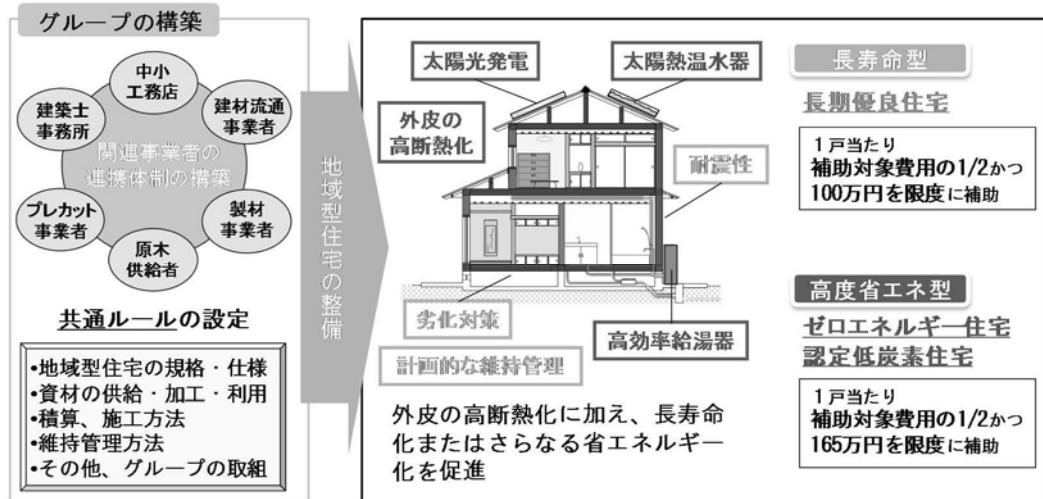 グループの構築
中小
工務店
建築士
事務所
建材流通
事業者
関連事業者の
連携体制の構築
プレカット
事業者
製材
事業者
原木
供給者
共通ルールの設定
•地域型住宅の規格・仕様
•資材の供給・加工・利用
•積算、施工方法
•維持管理方法
•その他、グループの取組
地域型住宅の整備
太陽光発電
太陽熱温水器
外皮の
高断熱化
耐震性
劣化対策
高効率給湯器
計画的な維持管理
外皮の高断熱化に加え、長寿命
化またはさらなる省エネルギー
化を促進
長寿命型
長期優良住宅
1戸当たり
補助対象費用の1/2かつ
100万円を限度に補助
高度省エネ型
ゼロエネルギー住宅
認定低炭素住宅
1戸当たり
補助対象費用の1/2かつ
165万円を限度に補助